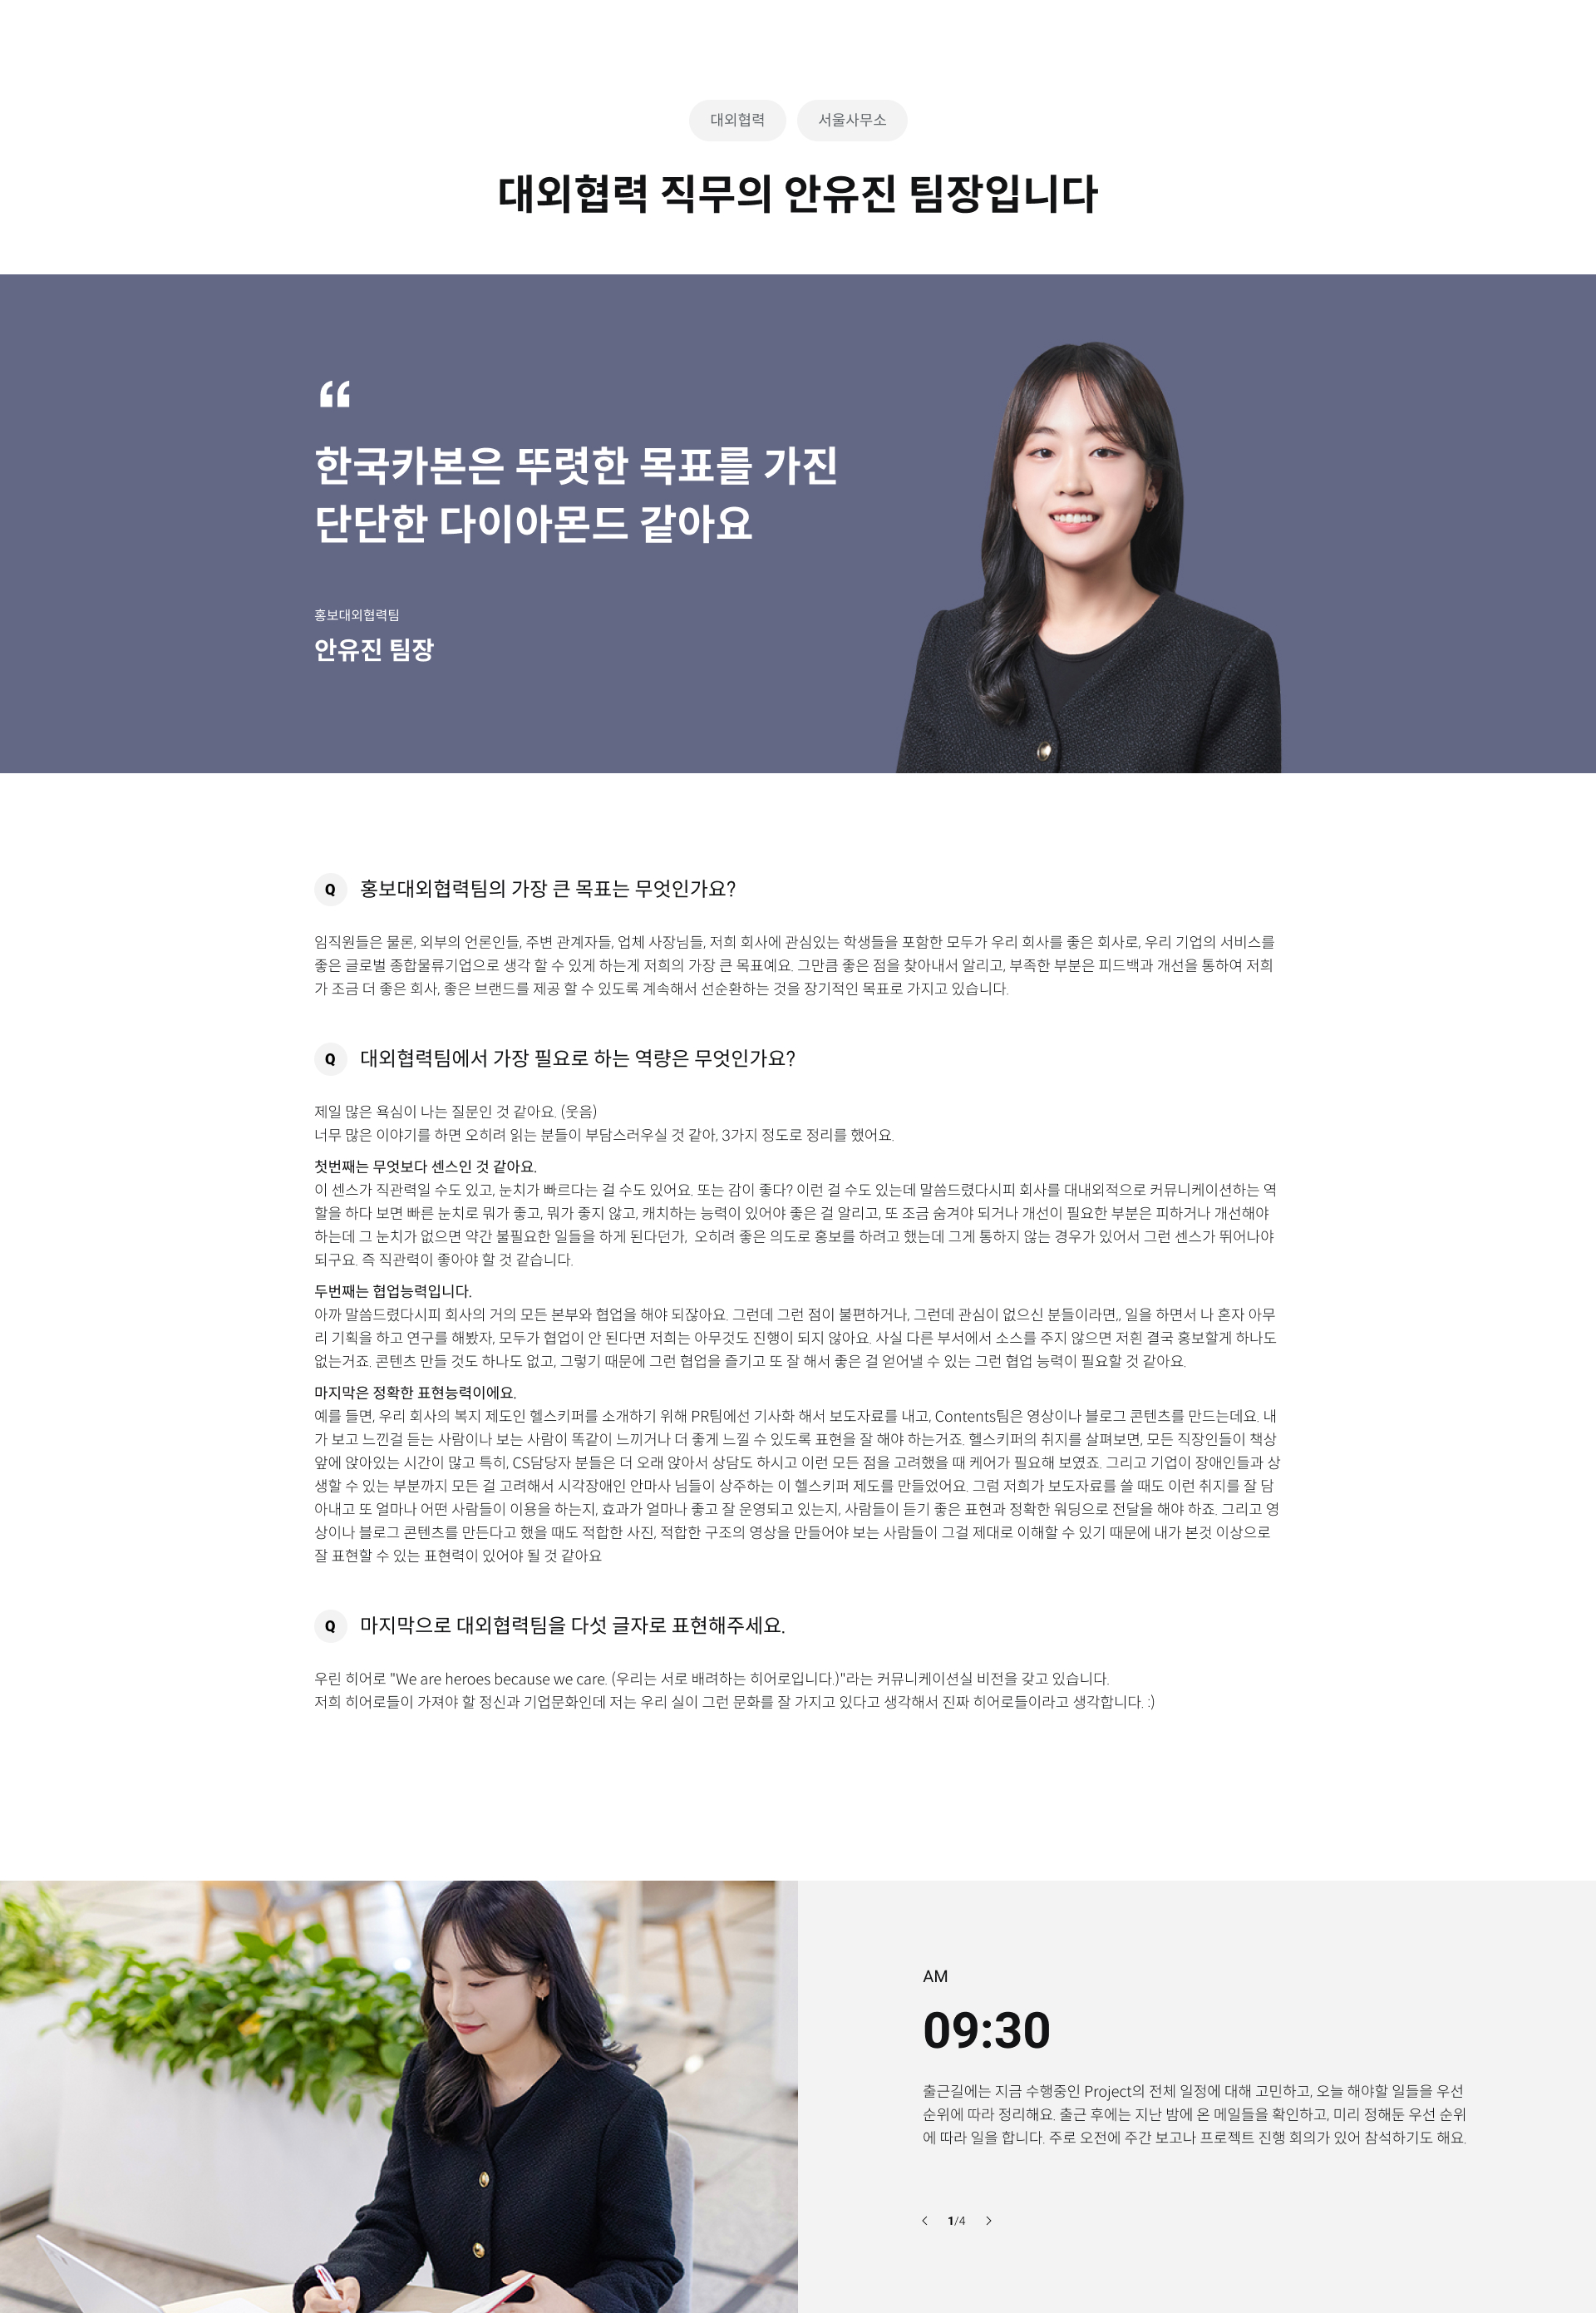 대외협력
서울사무소
대외협력 직무의 안유진 팀장입니다
“
한국카본은 뚜렷한 목표를 가진
단단한 다이아몬드 같아요
홍보대외협력팀
안유진 팀장
Q 홍보대외협력팀의 가장 큰 목표는 무엇인가요?
임직원들은 물론, 외부의 언론인들, 주변 관계자들, 업체 사장님들, 저희 회사에 관심있는 학생들을 포함한 모두가 우리 회사를 좋은 회사로, 우리 기업의 서비스를
좋은 글로벌 종합물류기업으로 생각 할 수 있게 하는게 저희의 가장 큰 목표예요. 그만큼 좋은 점을 찾아내서 알리고, 부족한 부분은 피드백과 개선을 통하여 저희
가 조금 더 좋은 회사, 좋은 브랜드를 제공 할 수 있도록 계속해서 선순환하는 것을 장기적인 목표로 가지고 있습니다.
Q 대외협력팀에서 가장 필요로 하는 역량은 무엇인가요?
제일 많은 욕심이 나는 질문인 것 같아요. (웃음)
너무 많은 이야기를 하면 오히려 읽는 분들이 부담스러우실 것 같아, 3가지 정도로 정리를 했어요.
첫번째는 무엇보다 센스인 것 같아요.
이 센스가 직관력일 수도 있고, 눈치가 빠르다는 걸 수도 있어요. 또는 감이 좋다? 이런 걸 수도 있는데 말씀드렸다시피 회사를 대내외적으로 커뮤니케이션하는 역
할을 하다 보면 빠른 눈치로 뭐가 좋고, 뭐가 좋지 않고, 캐치하는 능력이 있어야 좋은 걸 알리고, 또 조금 숨겨야 되거나 개선이 필요한 부분은 피하거나 개선해야
하는데 그 눈치가 없으면 약간 불필요한 일들을 하게 된다던가,  오히려 좋은 의도로 홍보를 하려고 했는데 그게 통하지 않는 경우가 있어서 그런 센스가 뛰어나야
되구요. 즉 직관력이 좋아야 할 것 같습니다.
두번째는 협업능력입니다.
아까 말씀드렸다시피 회사의 거의 모든 본부와 협업을 해야 되잖아요. 그런데 그런 점이 불편하거나, 그런데 관심이 없으신 분들이라면,, 일을 하면서 나 혼자 아무
리 기획을 하고 연구를 해봤자, 모두가 협업이 안 된다면 저희는 아무것도 진행이 되지 않아요. 사실 다른 부서에서 소스를 주지 않으면 저흰 결국 홍보할게 하나도
없는거죠. 콘텐츠 만들 것도 하나도 없고, 그렇기 때문에 그런 협업을 즐기고 또 잘 해서 좋은 걸 얻어낼 수 있는 그런 협업 능력이 필요할 것 같아요.
마지막은 정확한 표현능력이에요.
예를 들면, 우리 회사의 복지 제도인 헬스키퍼를 소개하기 위해 PR팀에선 기사화 해서 보도자료를 내고, Contents팀은 영상이나 블로그 콘텐츠를 만드는데요. 내
가 보고 느낀걸 듣는 사람이나 보는 사람이 똑같이 느끼거나 더 좋게 느낄 수 있도록 표현을 잘 해야 하는거죠. 헬스키퍼의 취지를 살펴보면, 모든 직장인들이 책상
앞에 앉아있는 시간이 많고 특히, CS담당자 분들은 더 오래 앉아서 상담도 하시고 이런 모든 점을 고려했을 때 케어가 필요해 보였죠. 그리고 기업이 장애인들과 상
생할 수 있는 부분까지 모든 걸 고려해서 시각장애인 안마사 님들이 상주하는 이 헬스키퍼 제도를 만들었어요. 그럼 저희가 보도자료를 쓸 때도 이런 취지를 잘 담
아내고 또 얼마나 어떤 사람들이 이용을 하는지, 효과가 얼마나 좋고 잘 운영되고 있는지, 사람들이 듣기 좋은 표현과 정확한 워딩으로 전달을 해야 하죠. 그리고 영
상이나 블로그 콘텐츠를 만든다고 했을 때도 적합한 사진, 적합한 구조의 영상을 만들어야 보는 사람들이 그걸 제대로 이해할 수 있기 때문에 내가 본것 이상으로
잘 표현할 수 있는 표현력이 있어야 될 것 같아요
Q 마지막으로 대외협력팀을 다섯 글자로 표현해주세요.
우린 히어로 "We are heroes because we care. (우리는 서로 배려하는 히어로입니다.)"라는 커뮤니케이션실 비전을 갖고 있습니다.
저희 히어로들이 가져야 할 정신과 기업문화인데 저는 우리 실이 그런 문화를 잘 가지고 있다고 생각해서 진짜 히어로들이라고 생각합니다. :)
AM
09:30
출근길에는 지금 수행중인 Project의 전체 일정에 대해 고민하고, 오늘 해야할 일들을 우선
순위에 따라 정리해요. 출근 후에는 지난 밤에 온 메일들을 확인하고, 미리 정해둔 우선 순위
에 따라 일을 합니다. 주로 오전에 주간 보고나 프로젝트 진행 회의가 있어 참석하기도 해요.
1/4